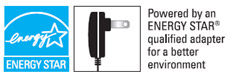 energy
ENERGY STAR
Powered by an
ENERGY STAR®
qualified adapter
for a better
environment